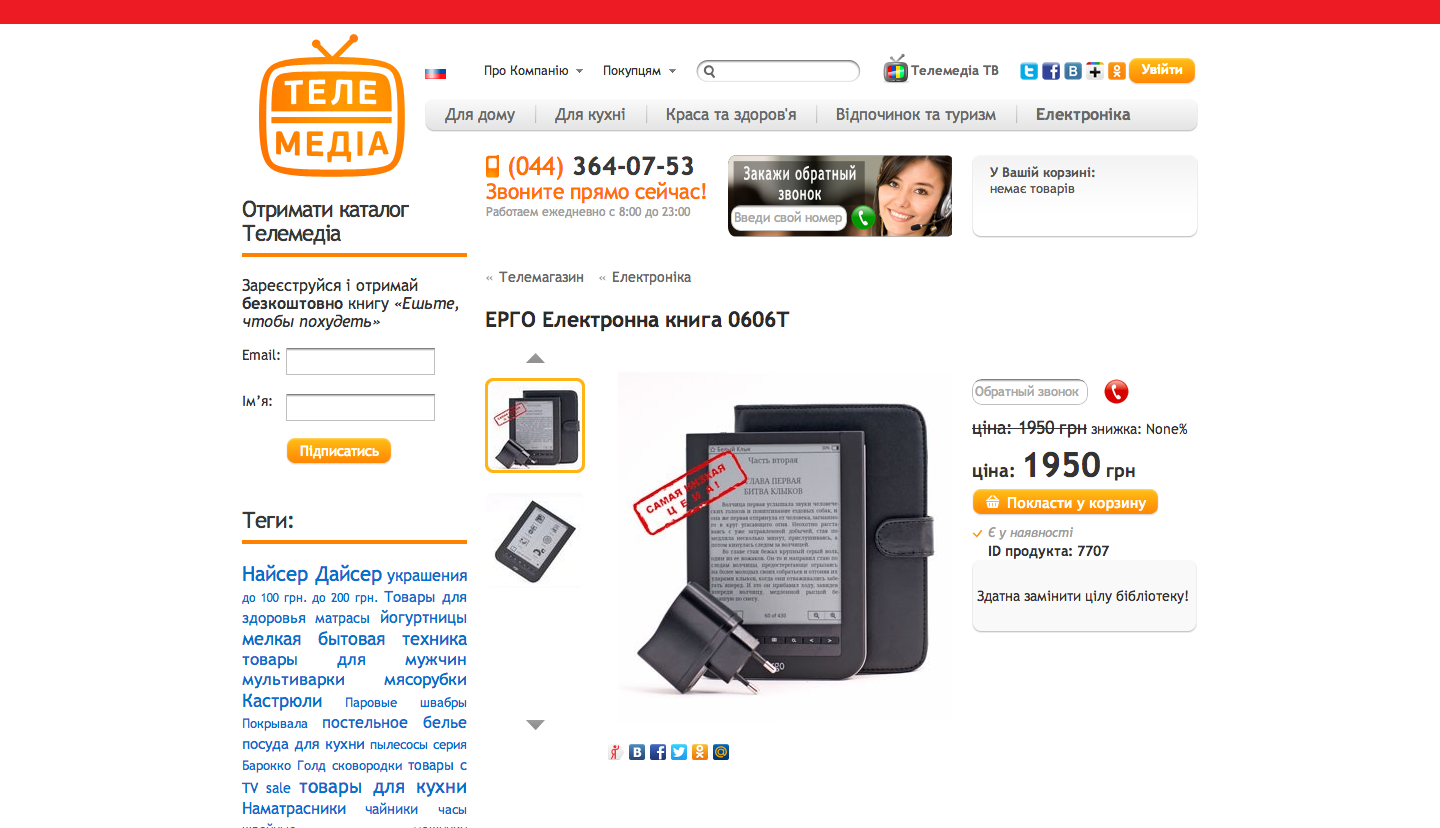 ТЕЛЕ
МЕДІА
Про Компанію
Покупцям
Телемедіа ТВ
Увійти
Для дому
Для кухні
Краса та здоров'я
Відпочинок та туризм
Електроніка
(044) 364-07-53
Звоните прямо сейчас!
Работаем ежедневно с 8:00 до 23:00
Закажи обратный
звонок
Введи свой номер
У Вашій корзині:
немає товарів
Отримати каталог
Телемедіа
Зареєструйся і отримай
безкоштовно книгу «Ешьте,
чтобы похудеть»
Email:
Ім’я:
Підписатись
Теги:
Найсер Дайсер украшения
до 100 грн. до 200 грн. Товары для
здоровья матрасы йогуртницы
мелкая бытовая техника
товары для мужчин
мультиварки мясорубки
Кастрюли Паровые швабры
Покрывала постельное белье
посуда для кухни пылесосы серия
Барокко Голд сковородки товары с
TV sale товары для кухни
Наматрасники чайники часы
« Телемагазин « Електроніка
ЕРГО Електронна книга 0606Т
Белый Клык
Часть вторая
ГЛАВА ПЕРВАЯ
БИТВА КЛЫКОВ
САМАЯ НИЗКАЯ
ЦЕНА!
60 of 430
Обратный звонок
ціна: 1950 грн знижка: None%
ціна: 1950 грн
Покласти у корзину
Є у наявності
ID продукта: 7707
Здатна замінити цілу бібліотеку!